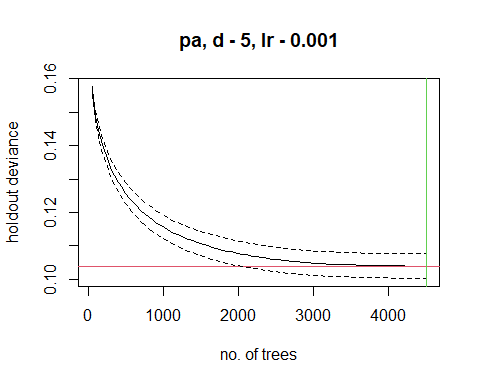 pa, d - 5, lr - 0.001
holdout deviance
0.16
0.14
0.12
0.10
0 1000 2000 3000 4000
no. of trees